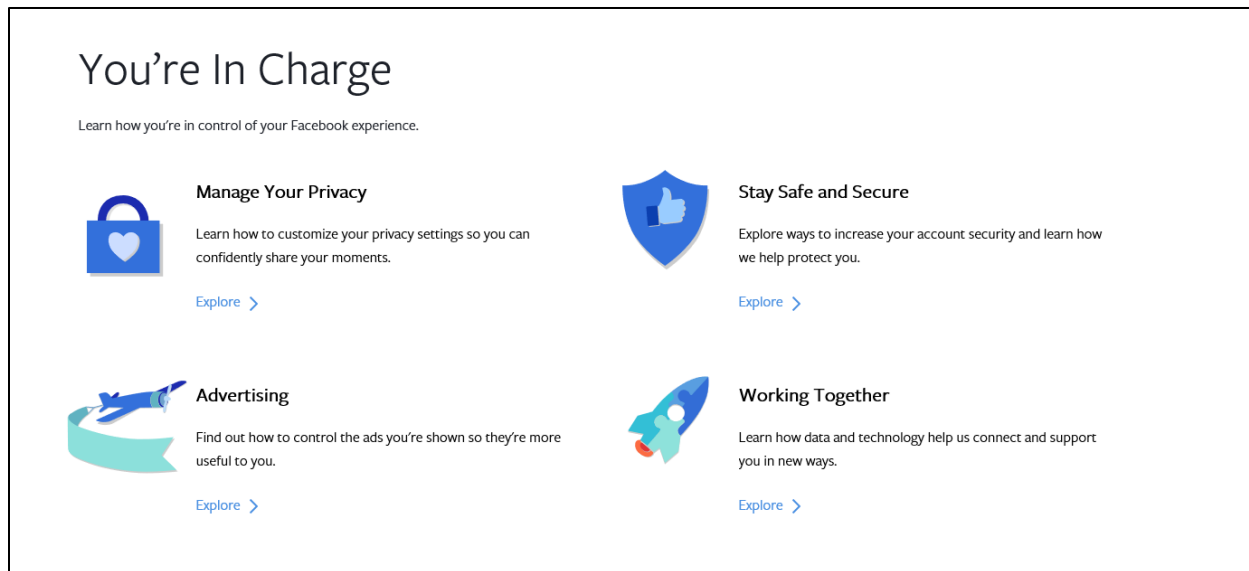 You’re In Charge
Learn how you’re in control of your Facebook experience.
Manage Your Privacy
Learn how to customize your privacy settings so you can
confidently share your moments.
Explore
Stay Safe and Secure
Explore ways to increase your account security and learn how
we help protect you.
Explore
Advertising
Find out how to control the ads you’re shown so they’re more
useful to you.
Explore
Working Together
Learn how data and technology help us connect and support
you in new ways.
Explore